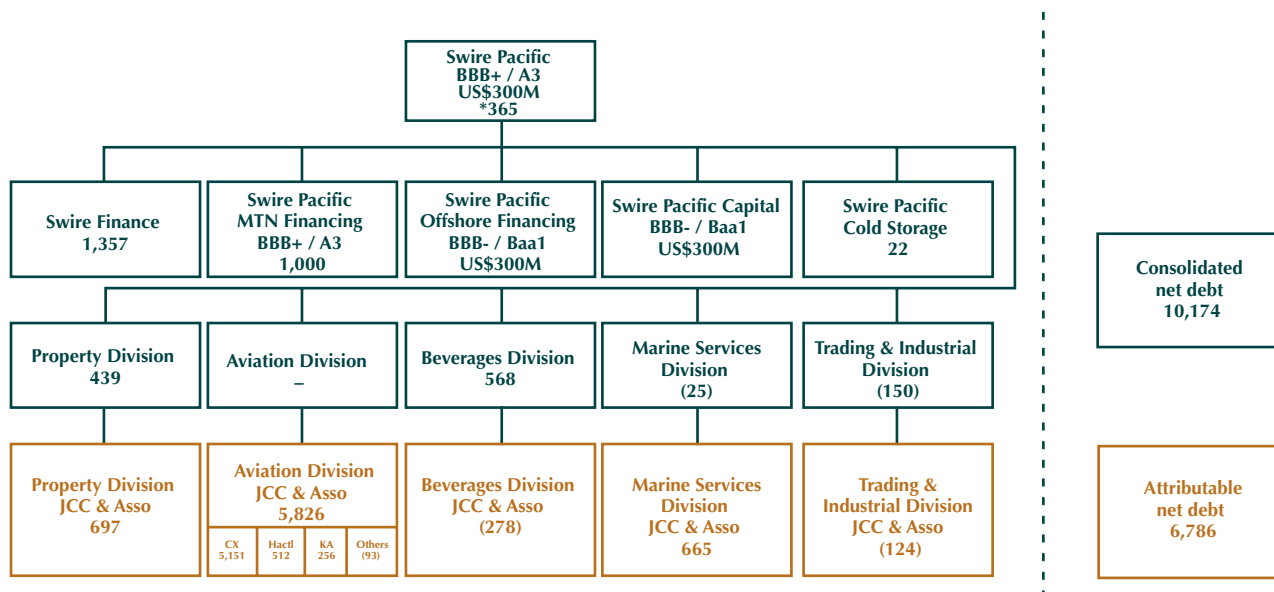 Swire Pacific
BBB+ / A3
US$300M
*365
Swire Finance
1,357
Swire Pacific
MTN Financing
BBB+ / A3
1,000
Swire Pacific
Offshore Financing
BBB- / Baa1
US$300M
Swire Pacific Capital
BBB- / Baa1
US$300M
Swire Pacific
Cold Storage
22
Consolidated
net debt
10,174
Property Division
439
Aviation Division
–
Beverages Division
568
Marine Services
Division
(25)
Trading & Industrial
Division
(150)
Property Division
JCC & Asso
697
Aviation Division
JCC & Asso
5,826
CX
5,151
Hactl
512
KA
256
Others
(93)
Beverages Division
JCC & Asso
(278)
Marine Services
Division
JCC & Asso
665
Trading &
Industrial Division
JCC & Asso
(124)
Attributable
net debt
6,786